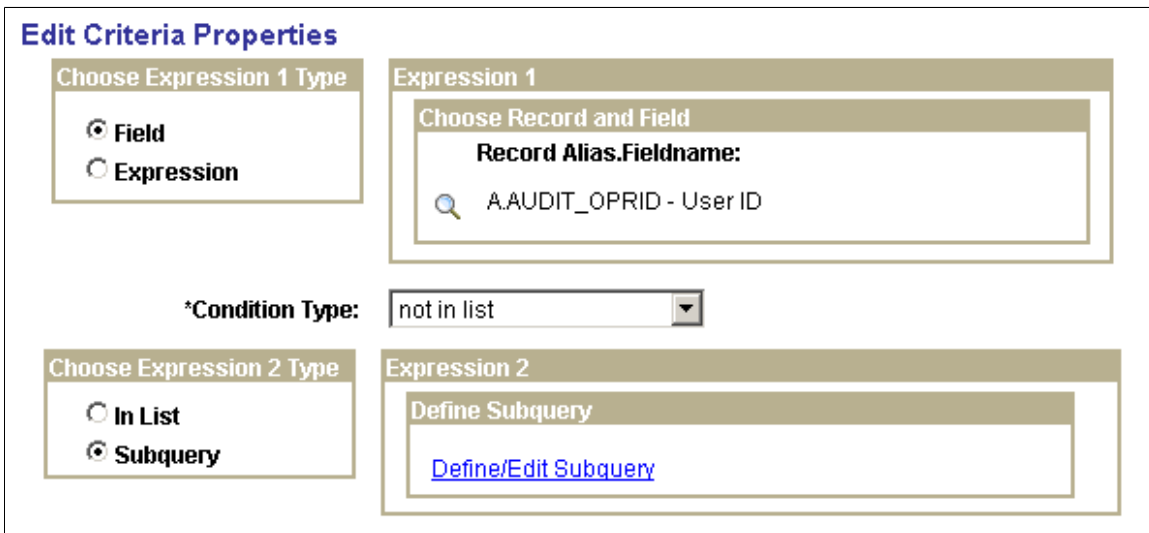 Edit Criteria Properties
Choose Expression 1 Type
Expression 1
Field
Expression
Choose Record and Field
Record Alias.Fieldname:
A.AUDIT_OPRID - User ID
*Condition Type:
not in list
Choose Expression 2 Type
Expression 2
In List
Subquery
Define Subquery
Define/Edit Subquery